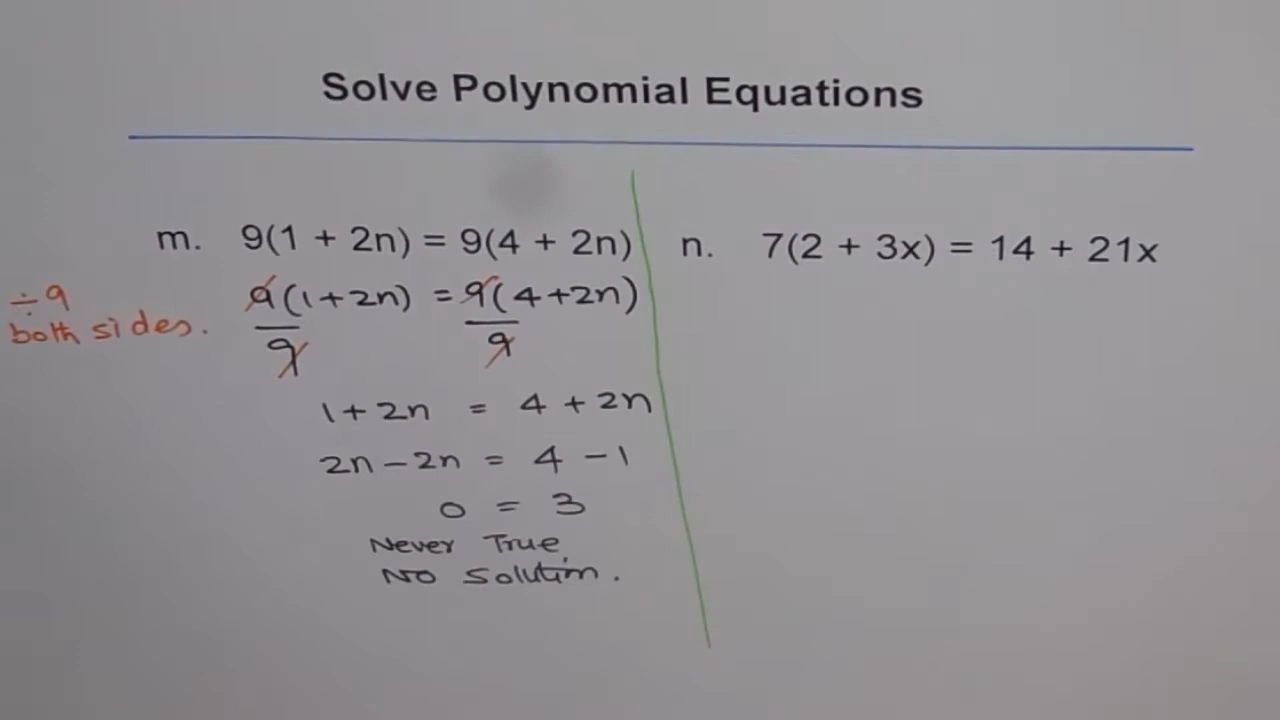 Solve Polynomial Equations
m. 9(1 + 2n) = 9(4 + 2n)
÷9
both sides.
9(1+2n) = 9(4+2n)
9 9
1+2n = 4+2n
2n-2n = 4-1
0 = 3
Never True,
No Solution.
n. 7(2 + 3x) = 14 + 21x